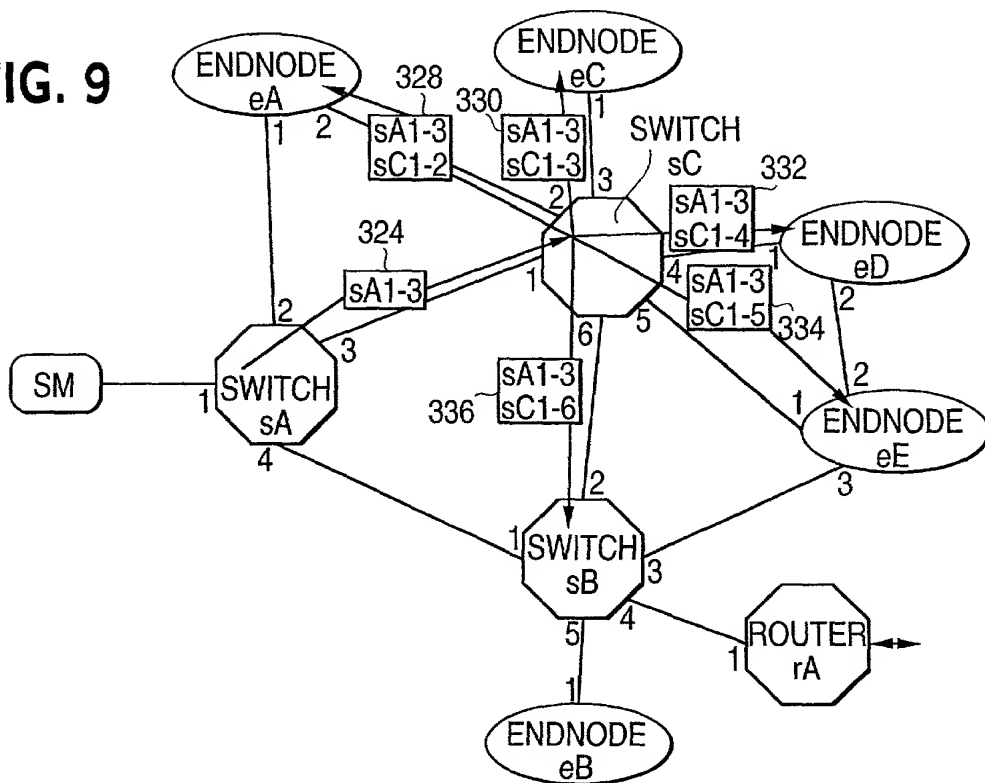 IG. 9
ENDNODE
eA
1
2
328
sA1-3
sC1-2
330
ENDNODE
eC
1
sA1-3
sC1-3
SWITCH
sC
332
sA1-3
sC1-4
ENDNODE
eD
1
2
324
sA1-3
2
3
1
4
5
6
sA1-3
sC1-5
334
SM
SWITCH
sA
1
2
3
4
336
sA1-3
sC1-6
ENDNODE
eE
1
2
3
SWITCH
sB
1
2
3
4
5
ROUTER
rA
1
ENDNODE
eB
1